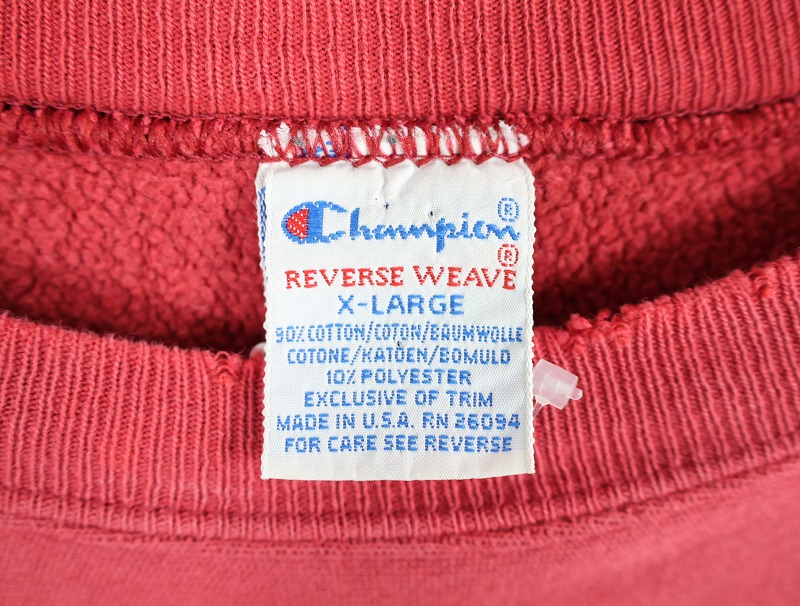 Champion®
REVERSE WEAVE®
X-LARGE
90% COTTON/COTON/BAUMWOLLE
COTONE/KATOEN/BOMULD
10% POLYESTER
EXCLUSIVE OF TRIM
MADE IN U.S.A. RN 26094
FOR CARE SEE REVERSE